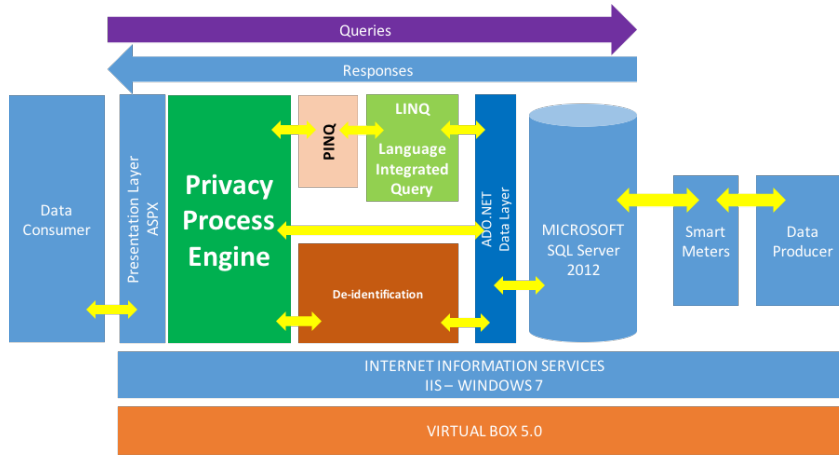 Queries
Responses
Data
Consumer
Presentation Layer
ASPX
Privacy
Process
Engine
PINQ
LINQ
Language
Integrated
Query
De-identification
ADO.NET
Data Layer
MICROSOFT
SQL Server
2012
Smart
Meters
Data
Producer
INTERNET INFORMATION SERVICES
IIS – WINDOWS 7
VIRTUAL BOX 5.0